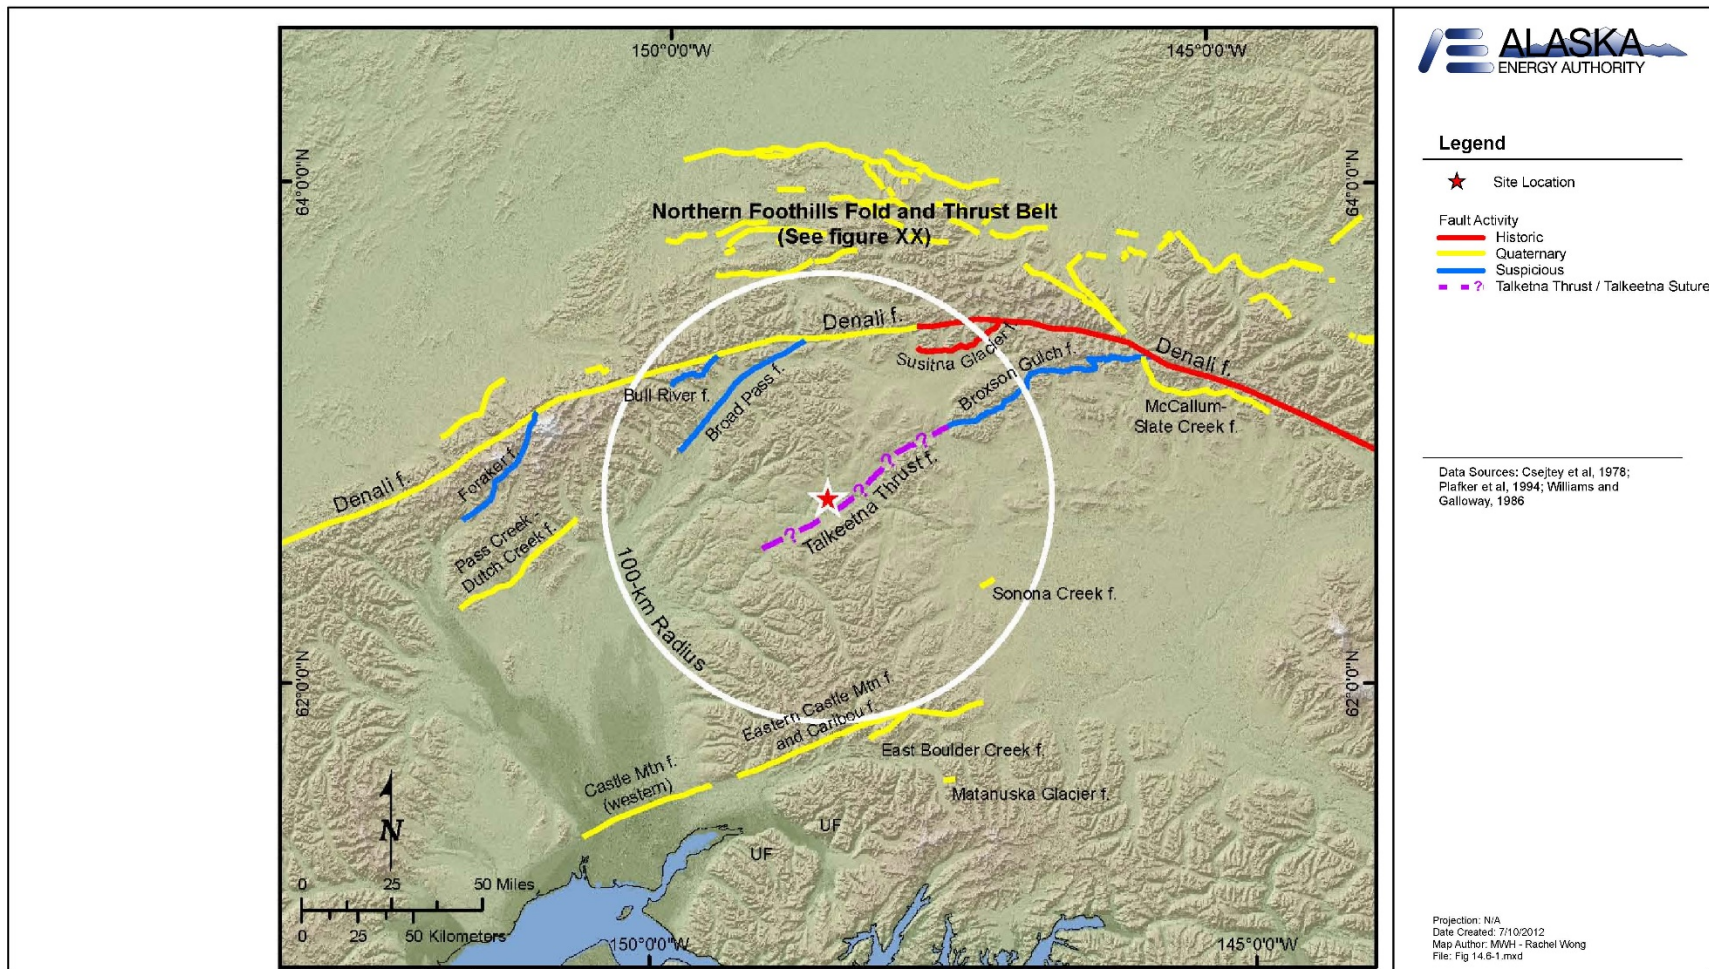 150°0'0"W
145°0'0"W
64°0'0"N
64°0'0"N
Northern Foothills Fold and Thrust Belt
(See figure XX)
Denali f.
Susitna Glacier f.
Denali f.
Bull River f.
Broad Pass f.
Broxson Gulch f.
McCallum-
Slate Creek f.
Denali f.
Foraker f.
?
?
?
?
Talkeetna Thrust f.
Pass Creek -
Dutch Creek f.
100-km Radius
Sonona Creek f.
62°0'0"N
62°0'0"N
Eastern Castle Mtn f.
and Caribou f.
East Boulder Creek f.
Castle Mtn f.
(western)
Matanuska Glacier f.
UF
UF
N
0 25 50 Miles
0 25 50 Kilometers
150°0'0"W
145°0'0"W
ALASKA
ENERGY AUTHORITY
Legend
Site Location
Fault Activity
Historic
Quaternary
Suspicious
? Talketna Thrust / Talkeetna Suture
Data Sources: Csejtey et al, 1978;
Plafker et al, 1994; Williams and
Galloway, 1986
Projection: N/A
Date Created: 7/10/2012
Map Author: MWH - Rachel Wong
File: Fig 14.6-1.mxd